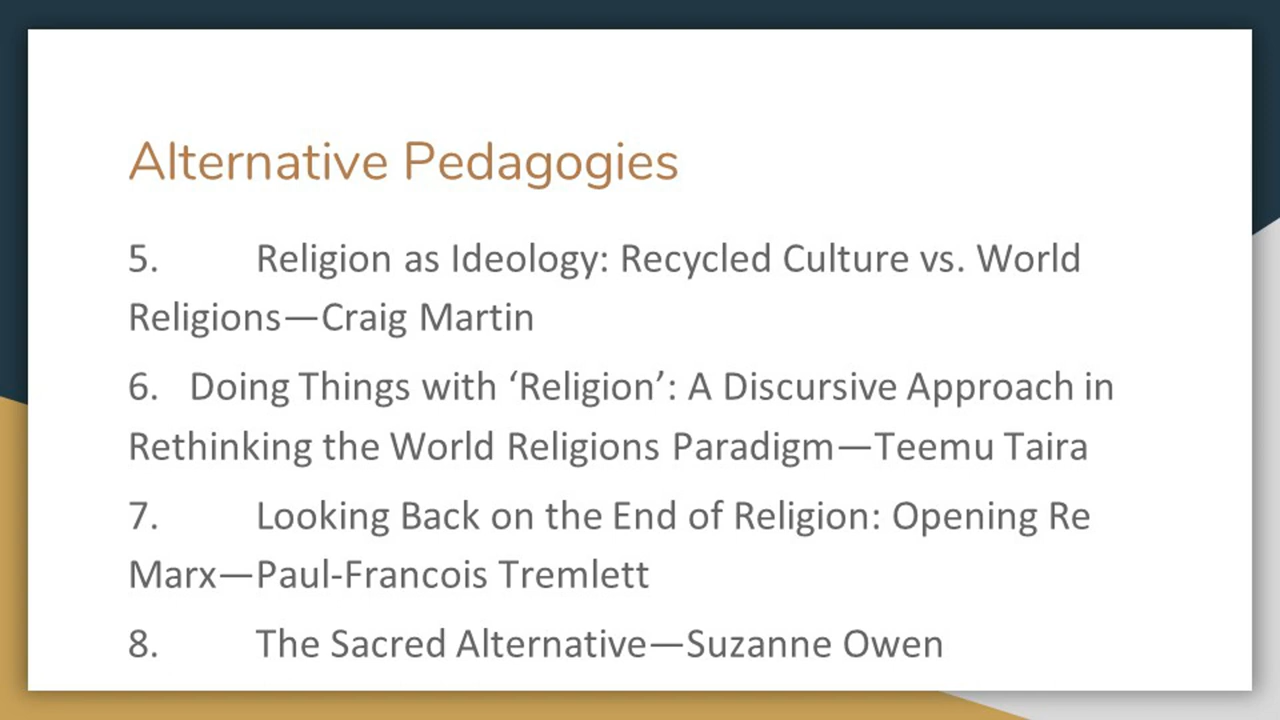 Alternative Pedagogies
5. Religion as Ideology: Recycled Culture vs. World
Religions—Craig Martin
6. Doing Things with ‘Religion’: A Discursive Approach in
Rethinking the World Religions Paradigm—Teemu Taira
7. Looking Back on the End of Religion: Opening Re
Marx—Paul-Francois Tremlett
8. The Sacred Alternative—Suzanne Owen